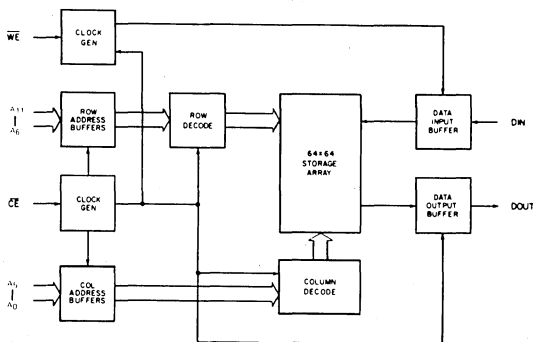 WE
CLOCK
GEN
A11
A6
ROW
ADDRESS
BUFFERS
ROW
DECODE
64×64
STORAGE
ARRAY
DATA
INPUT
BUFFER
DIN
CE
CLOCK
GEN
DATA
OUTPUT
BUFFER
DOUT
A0
COL
ADDRESS
BUFFERS
COLUMN
DECODE